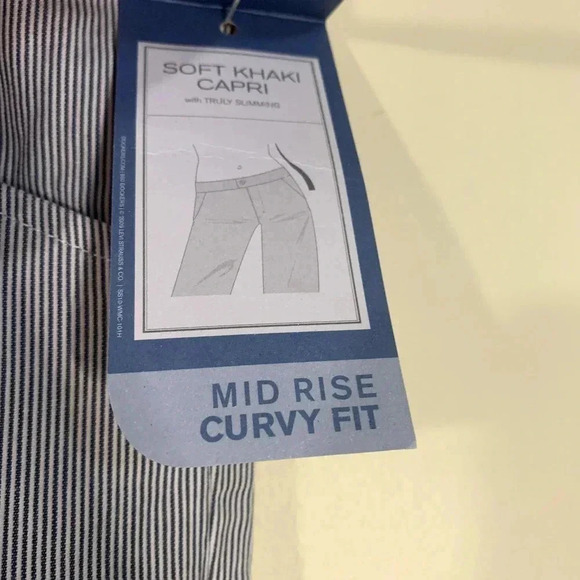 SOFT KHAKI
CAPRI
with TRULY SLIMMING
MID RISE
CURVY FIT